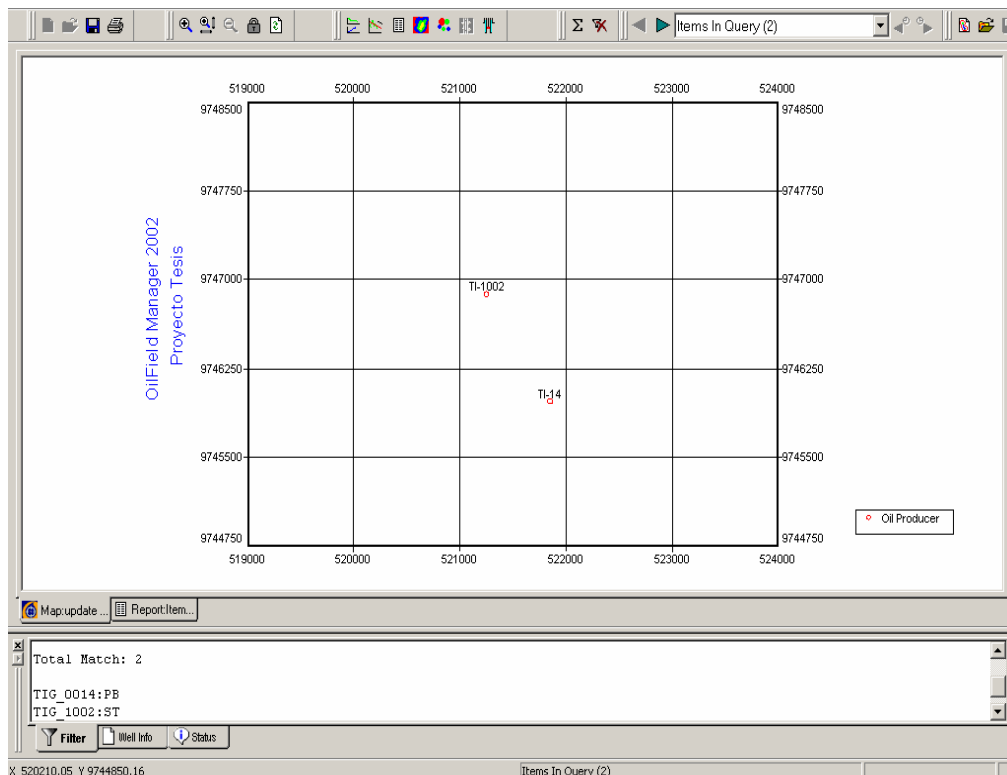 Items In Query (2)
519000 520000 521000 522000 523000 524000
9748500 9748500
9747750 9747750
OilField Manager 2002
Proyecto Tesis
9747000 9747000
TI-1002
9746250 9746250
TI-14
9745500 9745500
Oil Producer
9744750 9744750
519000 520000 521000 522000 523000 524000
Map:update ... Report:Item...
Total Match: 2
TIG_0014:PB
TIG_1002:ST
Filter Well Info Status
X 520210.05 Y 9744850.16 Items In Query (2)